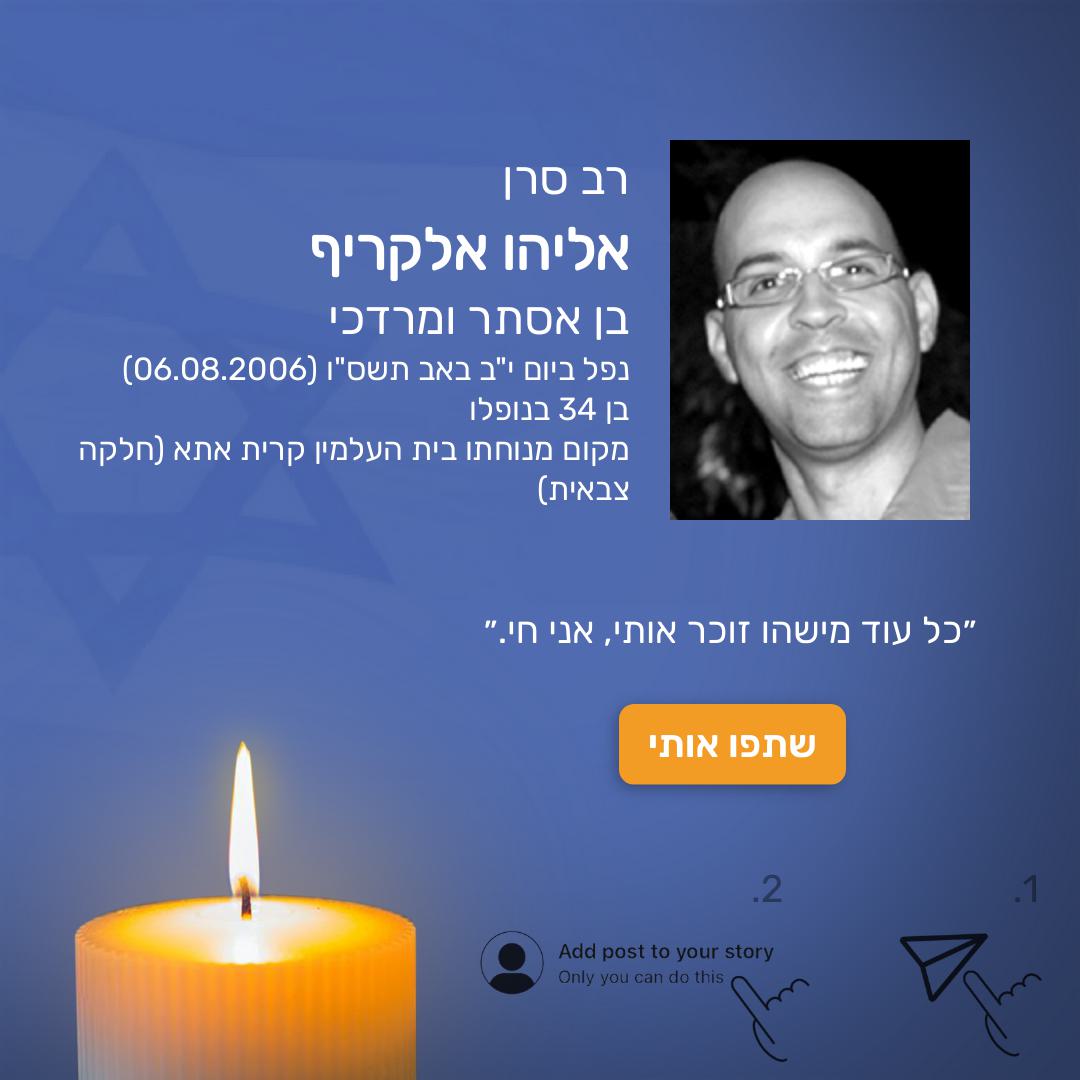 רב סרן
אליהו אלקריף
בן אסתר ומרדכי
נפל ביום י"ב באב תשס"ו (06.08.2006)
בן 34 בנופלו
מקום מנוחתו בית העלמין קרית אתא (חלקה
צבאית)
״כל עוד מישהו זוכר אותי, אני חי.״
שתפו אותי
.1
.2
Add post to your story
Only you can do this